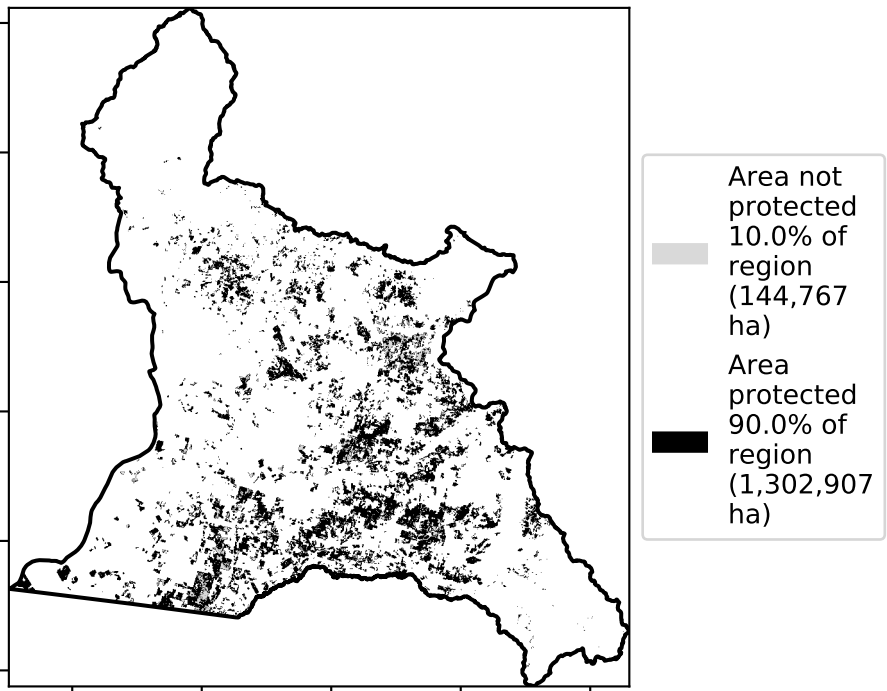 Area not
protected
10.0% of
region
(144,767
ha)
Area
protected
90.0% of
region
(1,302,907
ha)